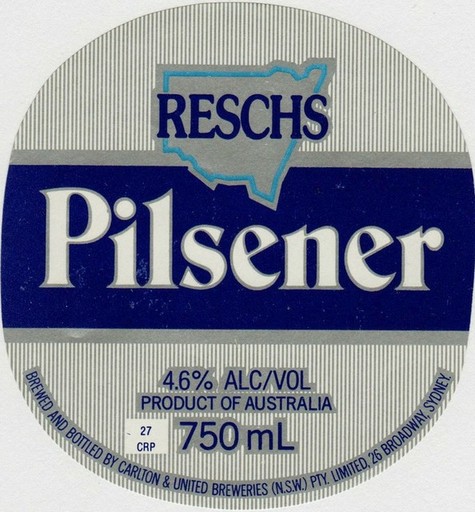 RESCHS
Pilsener
4.6% ALC/VOL
PRODUCT OF AUSTRALIA
27
CRP
750 mL
BREWED AND BOTTLED BY CARLTON & UNITED BREWERIES (N.S.W.) PTY. LIMITED, 26 BROADWAY, SYDNEY.